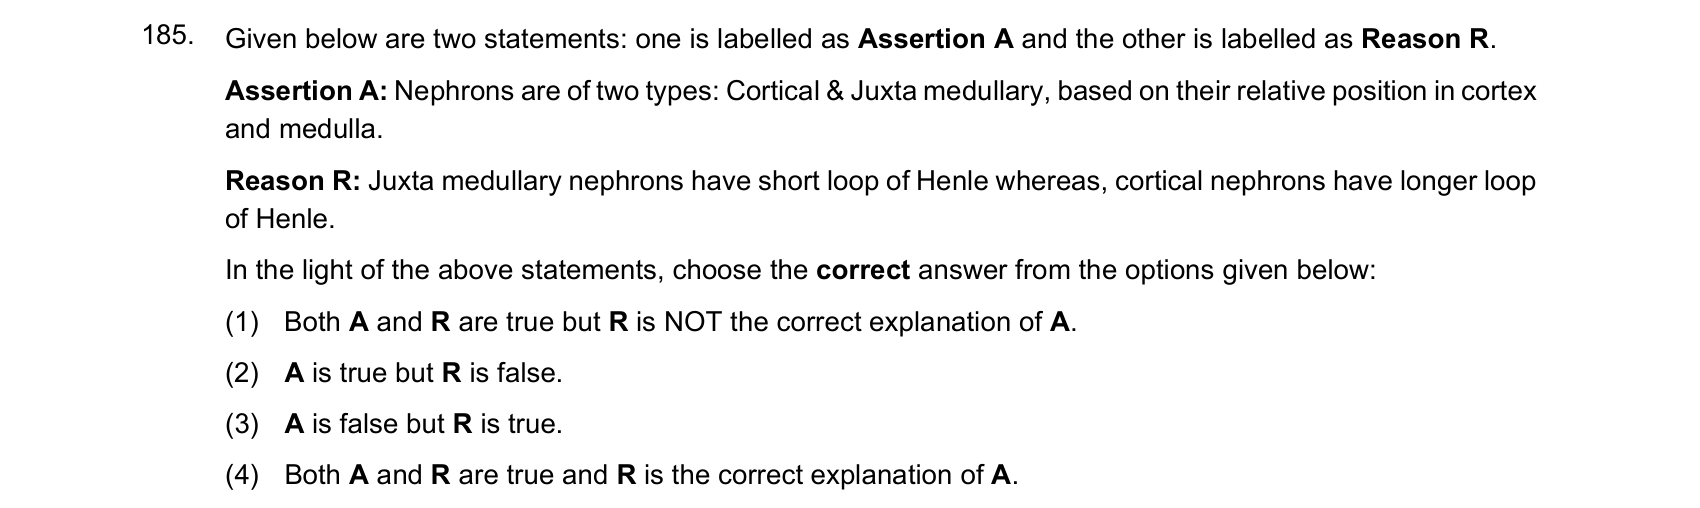 185. Given below are two statements: one is labelled as Assertion A and the other is labelled as Reason R.
Assertion A: Nephrons are of two types: Cortical & Juxta medullary, based on their relative position in cortex
and medulla.
Reason R: Juxta medullary nephrons have short loop of Henle whereas, cortical nephrons have longer loop
of Henle.
In the light of the above statements, choose the correct answer from the options given below:
(1) Both A and R are true but R is NOT the correct explanation of A.
(2) A is true but R is false.
(3) A is false but R is true.
(4) Both A and R are true and R is the correct explanation of A.